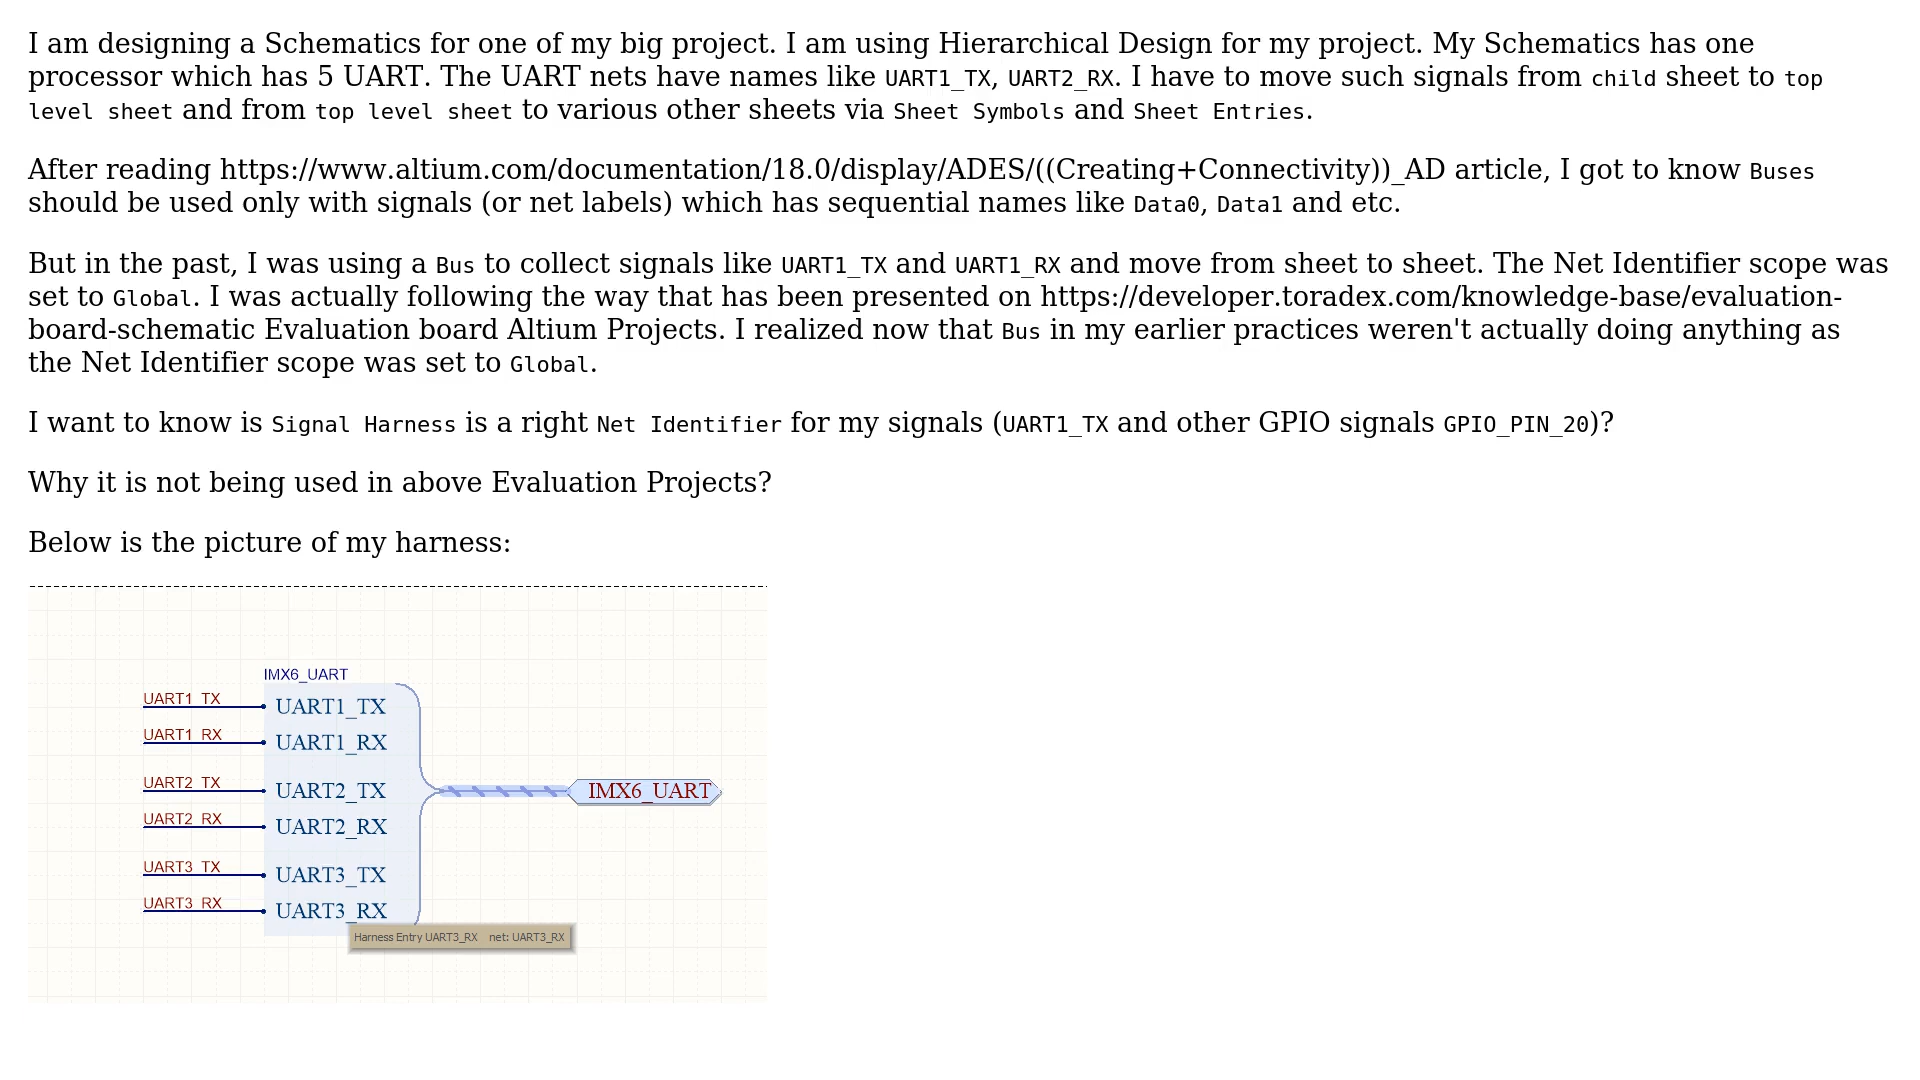 I am designing a Schematics for one of my big project. I am using Hierarchical Design for my project. My Schematics has one
processor which has 5 UART. The UART nets have names like UART1_TX, UART2_RX. I have to move such signals from child sheet to top
level sheet and from top level sheet to various other sheets via Sheet Symbols and Sheet Entries.
After reading https://www.altium.com/documentation/18.0/display/ADES/((Creating+Connectivity))_AD article, I got to know Buses
should be used only with signals (or net labels) which has sequential names like Data0, Data1 and etc.
But in the past, I was using a Bus to collect signals like UART1_TX and UART1_RX and move from sheet to sheet. The Net Identifier scope was
set to Global. I was actually following the way that has been presented on https://developer.toradex.com/knowledge-base/evaluation-
board-schematic Evaluation board Altium Projects. I realized now that Bus in my earlier practices weren't actually doing anything as
the Net Identifier scope was set to Global.
I want to know is Signal Harness is a right Net Identifier for my signals (UART1_TX and other GPIO signals GPIO_PIN_20)?
Why it is not being used in above Evaluation Projects?
Below is the picture of my harness:
IMX6_UART
UART1_TX UART1_TX
UART1_RX UART1_RX
UART2_TX UART2_TX
IMX6_UART
UART2_RX UART2_RX
UART3_TX UART3_TX
UART3_RX UART3_RX
Harness Entry UART3_RX net: UART3_RX